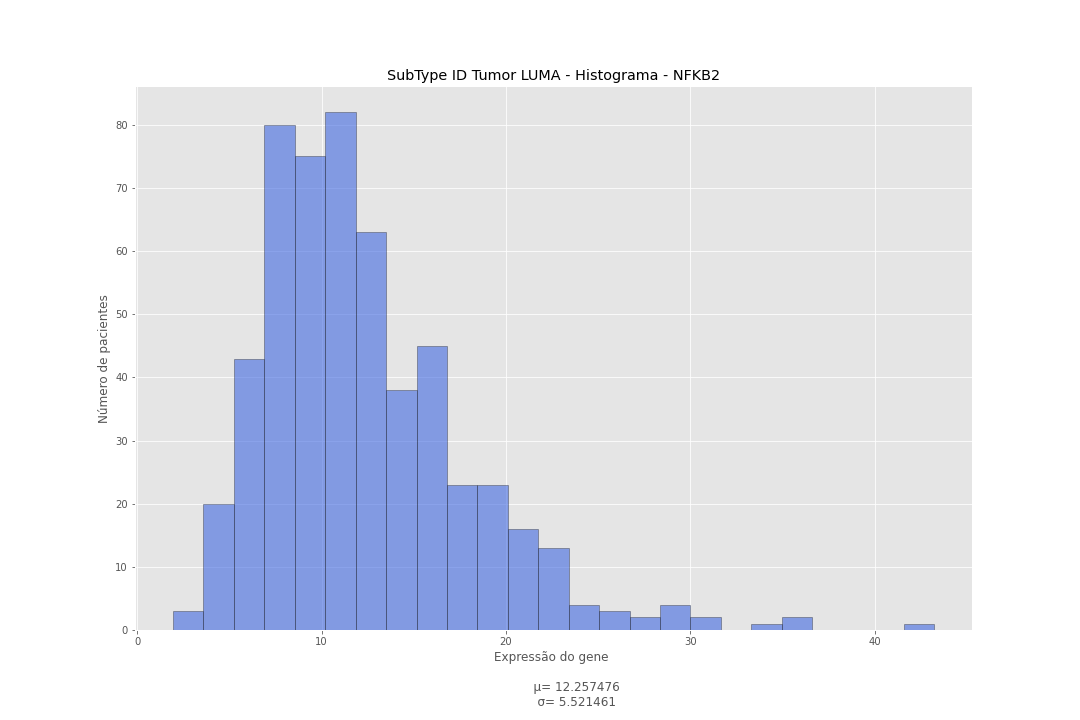 SubType ID Tumor LUMA - Histograma - NFKB2
80
70
60
50
40
30
20
10
0
Número de pacientes
0 10 20 30 40
Expressão do gene
μ= 12.257476
σ= 5.521461